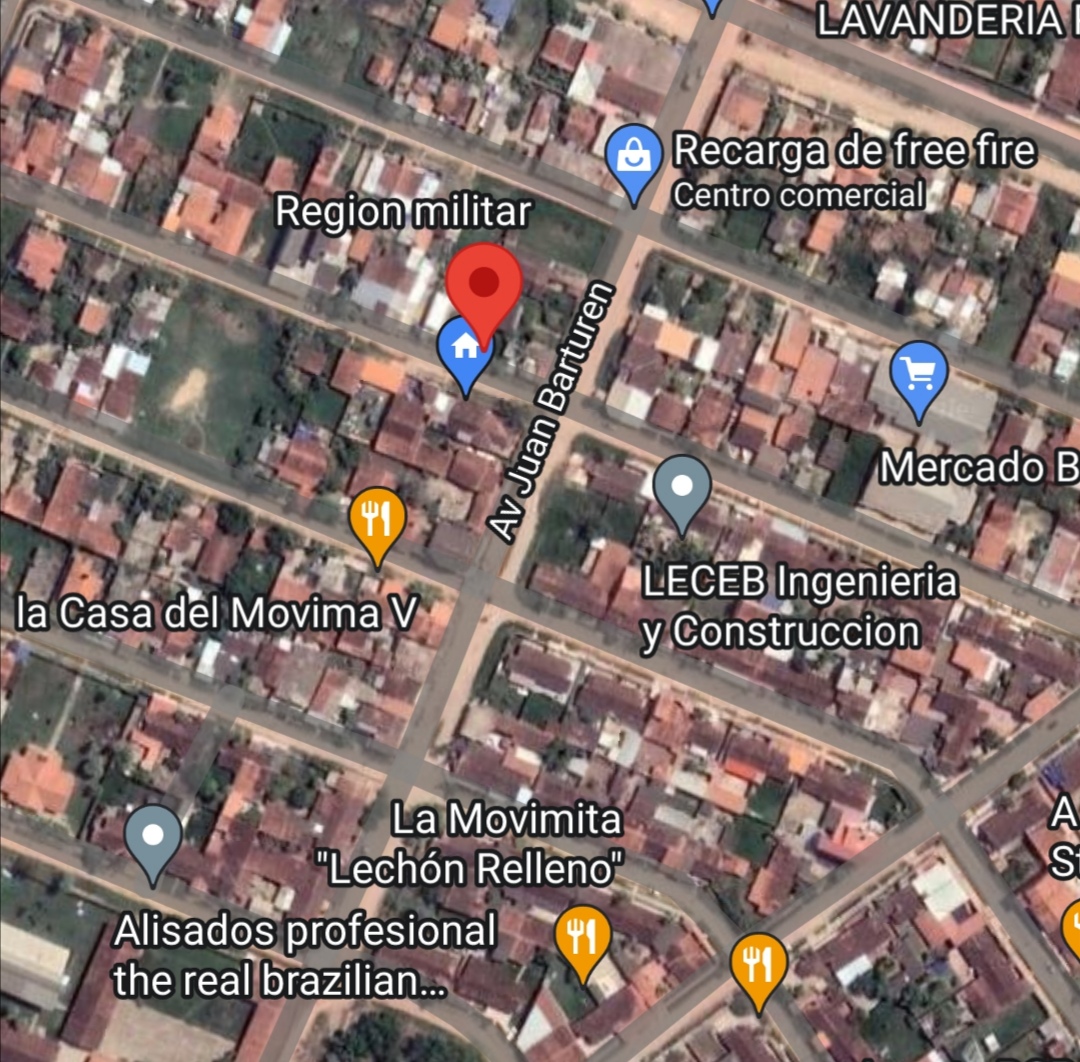 LAVANDERIA
Recarga de free fire
Centro comercial
Region militar
Av Juan Barturen
Mercado B
LECEB Ingenieria
y Construccion
la Casa del Movima V
La Movimita
"Lechón Relleno"
A
St
Alisados profesional
the real brazilian...